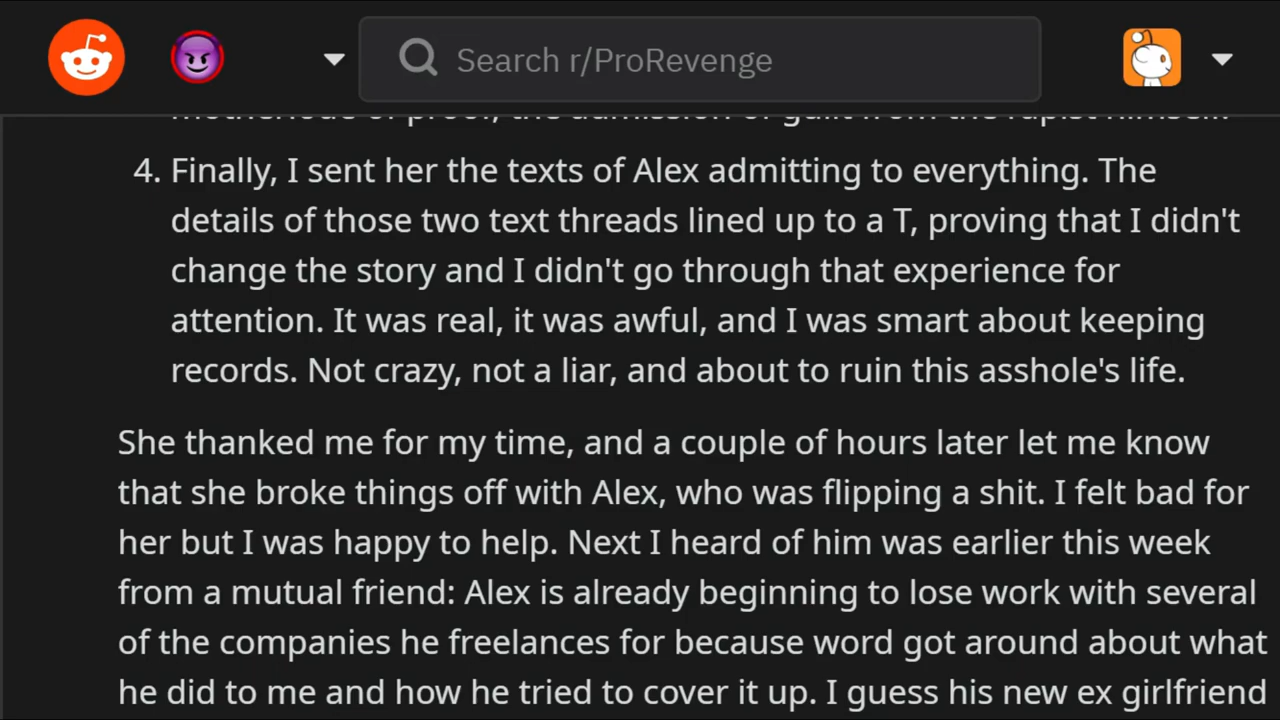 Search r/ProRevenge
4. Finally, I sent her the texts of Alex admitting to everything. The
details of those two text threads lined up to a T, proving that I didn't
change the story and I didn't go through that experience for
attention. It was real, it was awful, and I was smart about keeping
records. Not crazy, not a liar, and about to ruin this asshole's life.
She thanked me for my time, and a couple of hours later let me know
that she broke things off with Alex, who was flipping a shit. I felt bad for
her but I was happy to help. Next I heard of him was earlier this week
from a mutual friend: Alex is already beginning to lose work with several
of the companies he freelances for because word got around about what
he did to me and how he tried to cover it up. I guess his new ex girlfriend